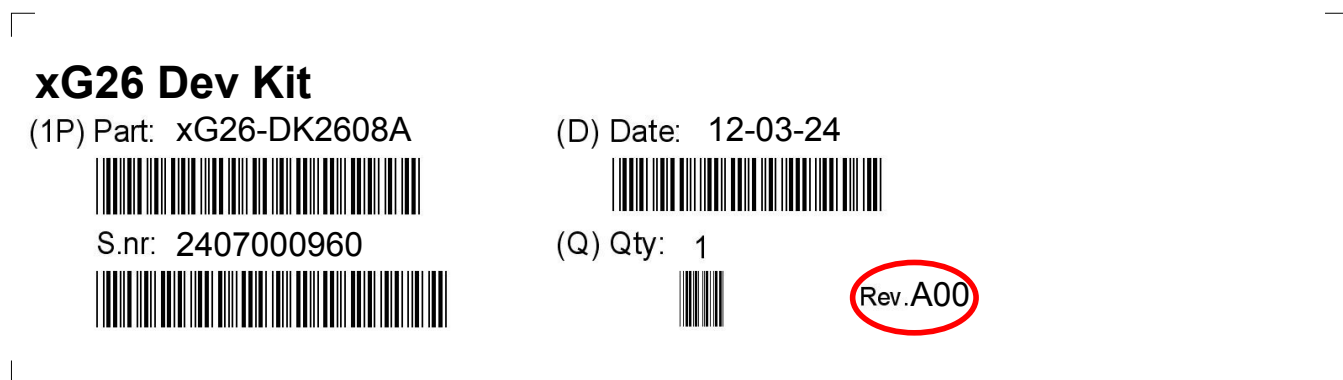 xG26 Dev Kit
(1P) Part: xG26-DK2608A
(D) Date: 12-03-24
S.nr: 2407000960
(Q) Qty: 1
Rev.A00